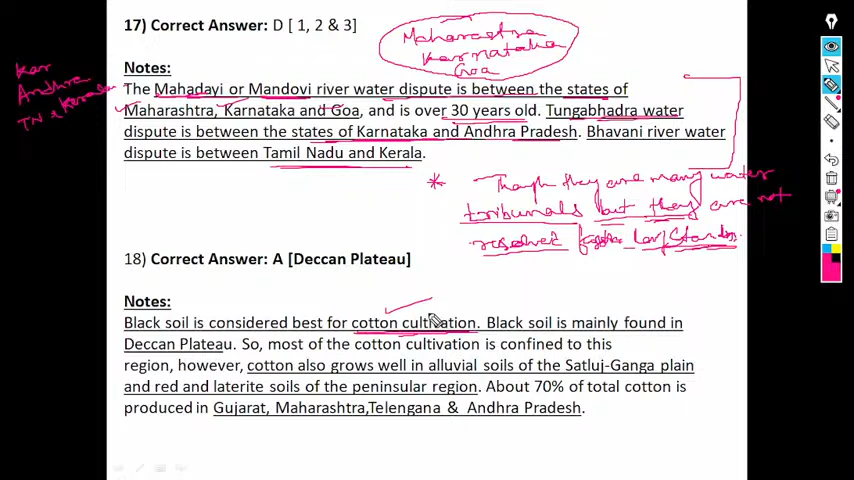 17) Correct Answer: D [ 1, 2 & 3]
Maharastra
Karnataka
Goa
Notes:
Kar
Andhra
TN & Kerala
The Mahadayi or Mandovi river water dispute is between the states of
Maharashtra, Karnataka and Goa, and is over 30 years old. Tungabhadra water
dispute is between the states of Karnataka and Andhra Pradesh. Bhavani river water
dispute is between Tamil Nadu and Kerala.
* Though they are many water
tribunals but they are not
resolved
18) Correct Answer: A [Deccan Plateau]
Notes:
Black soil is considered best for cotton cultivation. Black soil is mainly found in
Deccan Plateau. So, most of the cotton cultivation is confined to this
region, however, cotton also grows well in alluvial soils of the Satluj-Ganga plain
and red and laterite soils of the peninsular region. About 70% of total cotton is
produced in Gujarat, Maharashtra,Telengana & Andhra Pradesh.